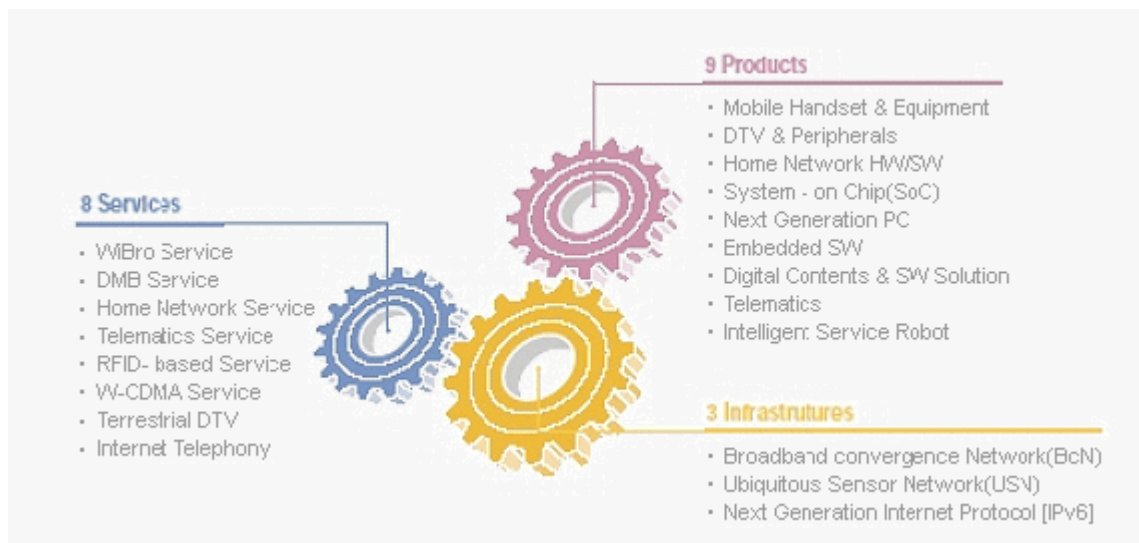 8 Services
· WiBro Service
· DMB Service
· Home Network Service
· Telematics Service
· RFID- based Service
· W-CDMA Service
· Terrestrial DTV
· Internet Telephony
9 Products
· Mobile Handset & Equipment
· DTV & Peripherals
· Home Network HW/SW
· System - on Chip(SoC)
· Next Generation PC
· Embedded SW
· Digital Contents & SW Solution
· Telematics
· Intelligent Service Robot
3 Infrastrutures
· Broadband convergence Network(BcN)
· Ubiquitous Sensor Network(USN)
· Next Generation Internet Protocol [IPv6]